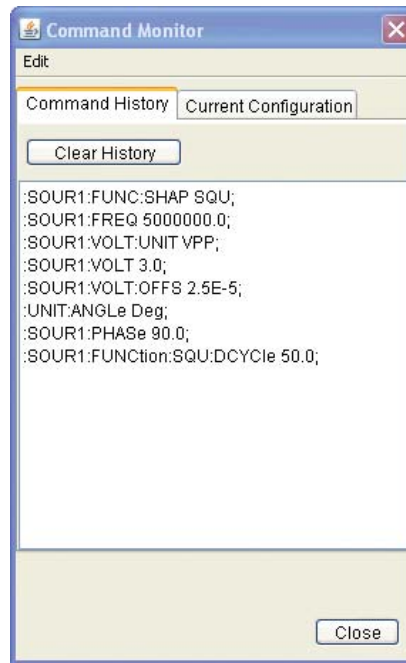 Command Monitor
Edit
Command History
Current Configuration
Clear History
:SOUR1:FUNC:SHAP SQU;
:SOUR1:FREQ 5000000.0;
:SOUR1:VOLT:UNIT VPP;
:SOUR1:VOLT 3.0;
:SOUR1:VOLT:OFFS 2.5E-5;
:UNIT:ANGLe Deg;
:SOUR1:PHASe 90.0;
:SOUR1:FUNCtion:SQU:DCYCle 50.0;
Close